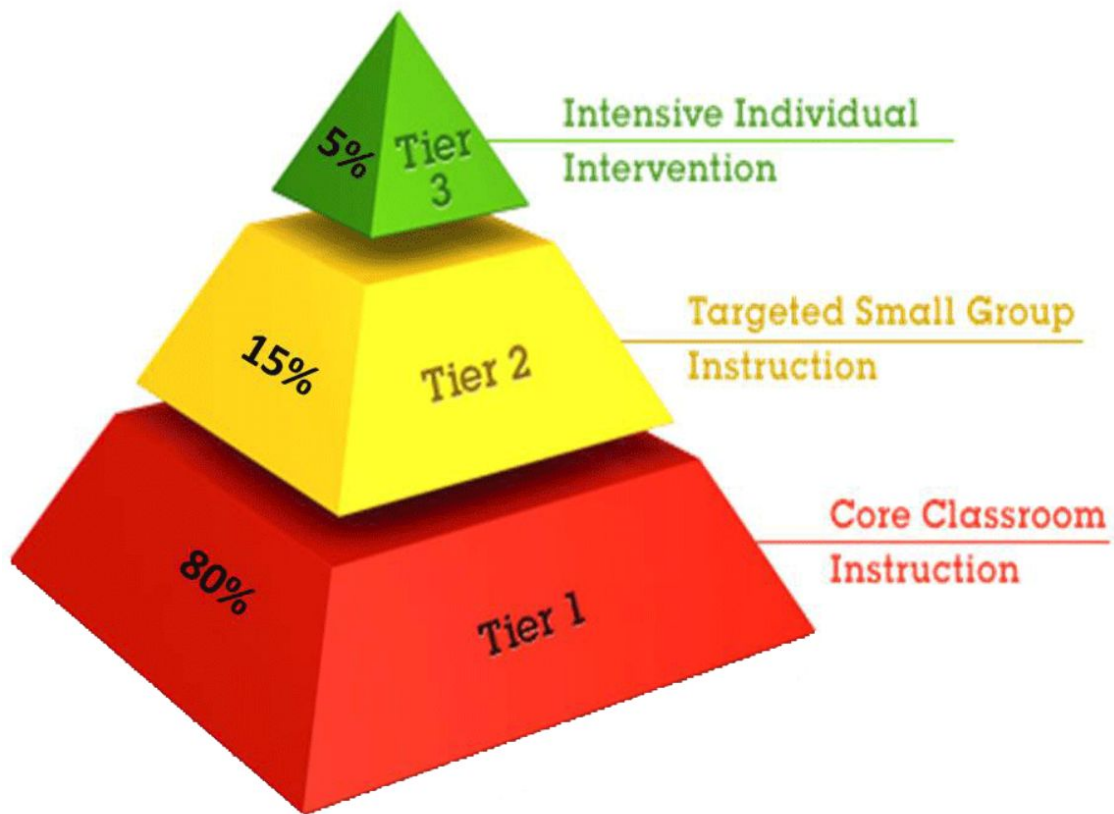 5%
Tier
3
Intensive Individual
Intervention
15%
Tier 2
Targeted Small Group
Instruction
80%
Tier 1
Core Classroom
Instruction